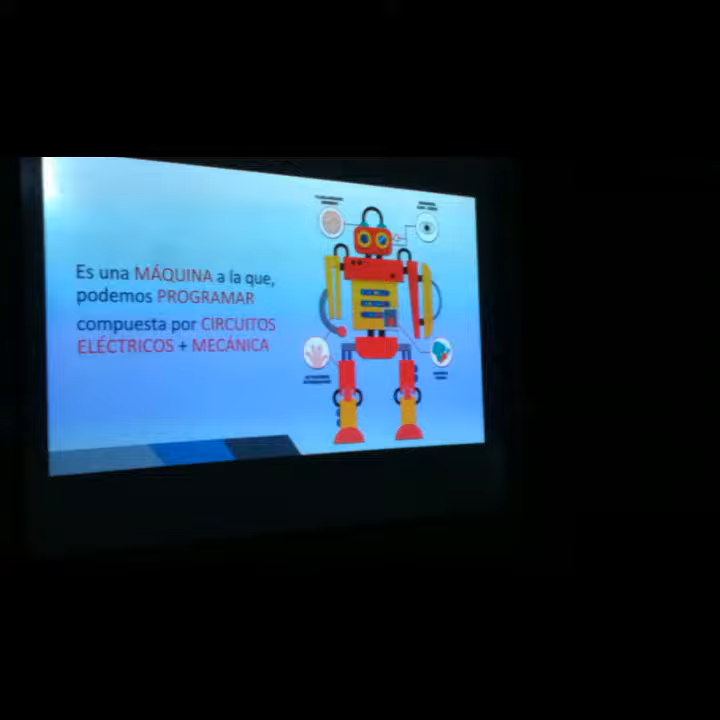 Es una MÁQUINA a la que,
podemos PROGRAMAR
compuesta por CIRCUITOS
ELÉCTRICOS + MECÁNICA